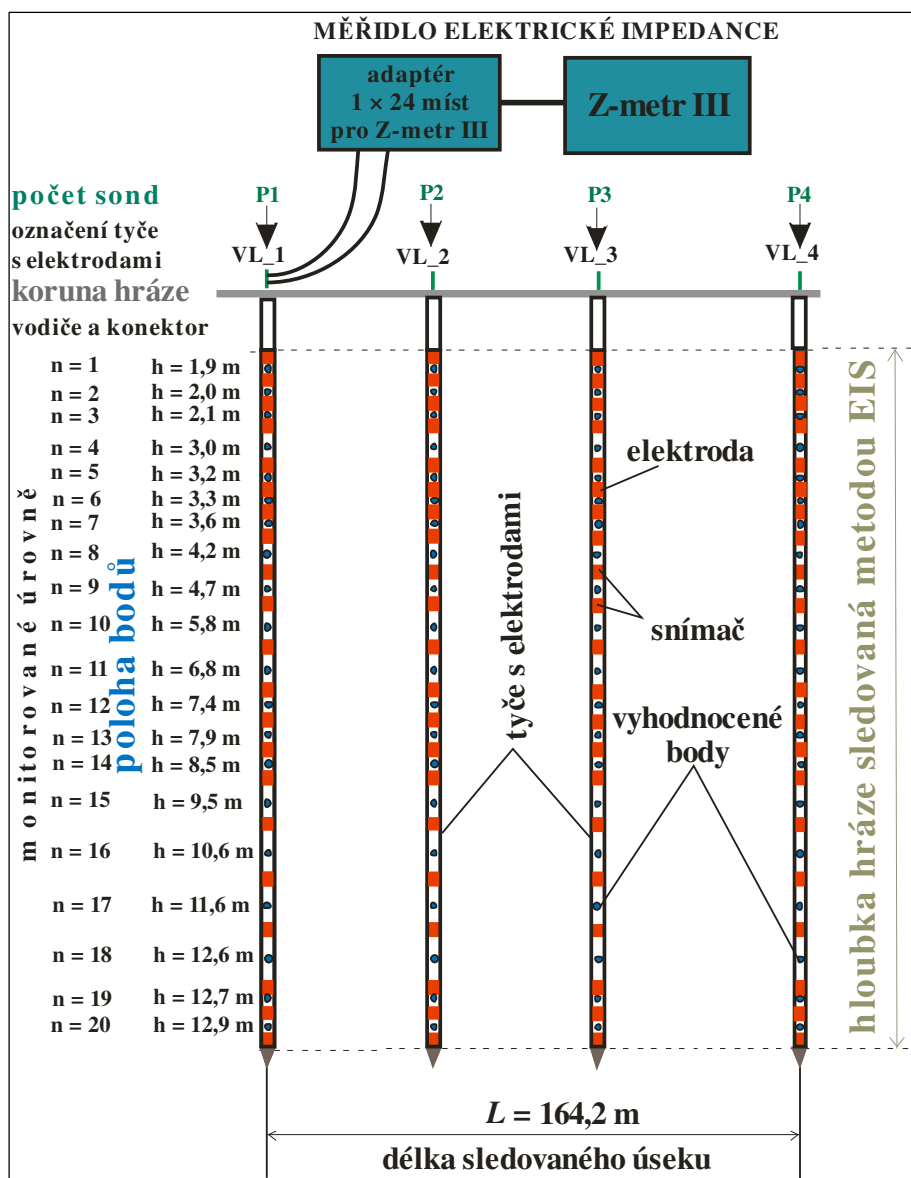 MĚŘIDLO ELEKTRICKÉ IMPEDANCE
adaptér
1 × 24 míst
pro Z-metr III
Z-metr III
počet sond
P1
P2
P3
P4
označení tyče
s elektrodami
VL_1
VL_2
VL_3
VL_4
koruna hráze
vodiče a konektor
monitorované úrovně
poloha bodů
n = 1 h = 1,9 m
n = 2 h = 2,0 m
n = 3 h = 2,1 m
n = 4 h = 3,0 m
n = 5 h = 3,2 m
n = 6 h = 3,3 m
n = 7 h = 3,6 m
n = 8 h = 4,2 m
n = 9 h = 4,7 m
n = 10 h = 5,8 m
n = 11 h = 6,8 m
n = 12 h = 7,4 m
n = 13 h = 7,9 m
n = 14 h = 8,5 m
n = 15 h = 9,5 m
n = 16 h = 10,6 m
n = 17 h = 11,6 m
n = 18 h = 12,6 m
n = 19 h = 12,7 m
n = 20 h = 12,9 m
tyče s elektrodami
elektroda
snímač
vyhodnocené
body
hloubka hráze sledovaná metodou EIS
L = 164,2 m
délka sledovaného úseku